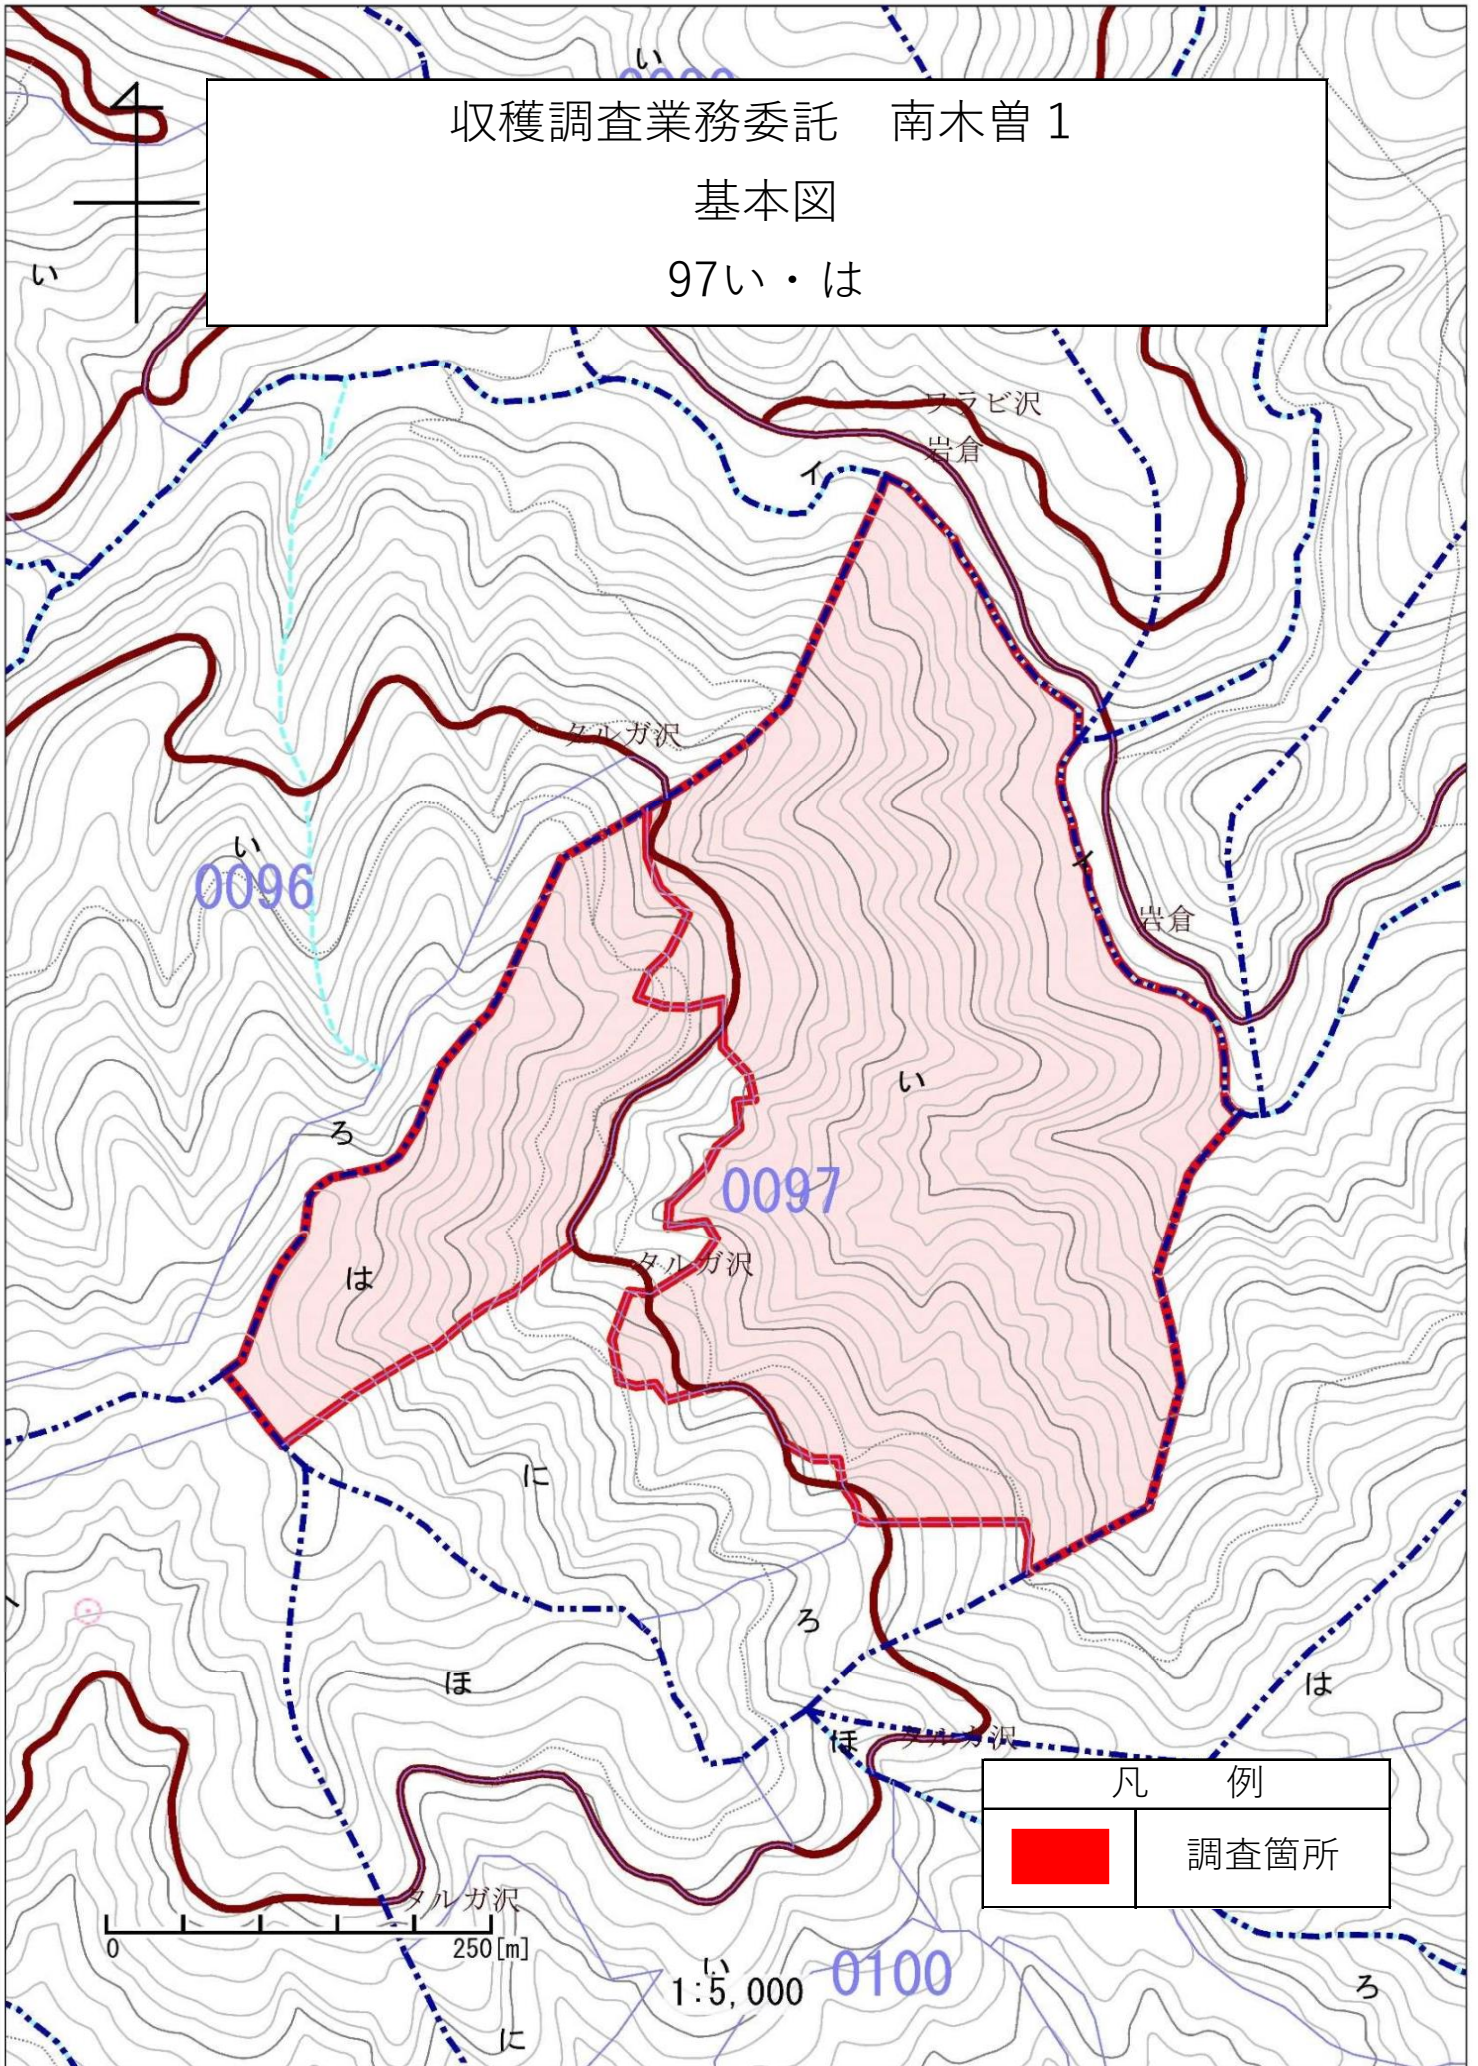 い
収穫調査業務委託　南木曽１
基本図
97い・は
い
ワラビ沢
岩倉
イ
タルガ沢
い
0096
イ
岩倉
い
ろ
0097
タルガ沢
は
に
ろ
ほ
は
ほ
タルガ沢
凡　例
調査箇所
タルガ沢
0
250[m]
い
1:5,000
0100
ろ
に